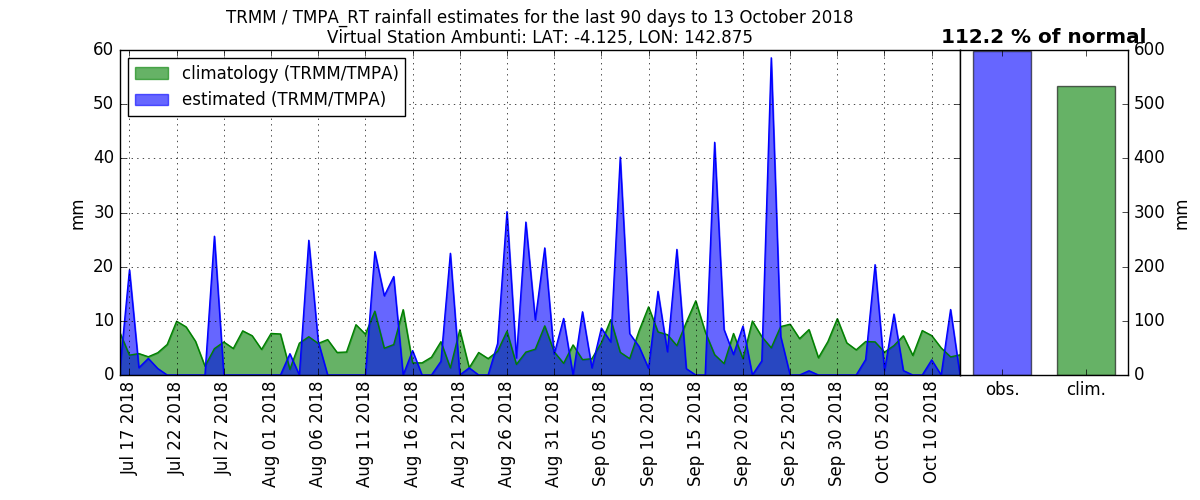 TRMM / TMPA_RT rainfall estimates for the last 90 days to 13 October 2018
Virtual Station Ambunti: LAT: -4.125, LON: 142.875
112.2 % of normal
climatology (TRMM/TMPA)
estimated (TRMM/TMPA)
60
50
40
30
20
10
0
mm
Jul 17 2018
Jul 22 2018
Jul 27 2018
Aug 01 2018
Aug 06 2018
Aug 11 2018
Aug 16 2018
Aug 21 2018
Aug 26 2018
Aug 31 2018
Sep 05 2018
Sep 10 2018
Sep 15 2018
Sep 20 2018
Sep 25 2018
Sep 30 2018
Oct 05 2018
Oct 10 2018
obs.
clim.
600
500
400
300
200
100
0
mm